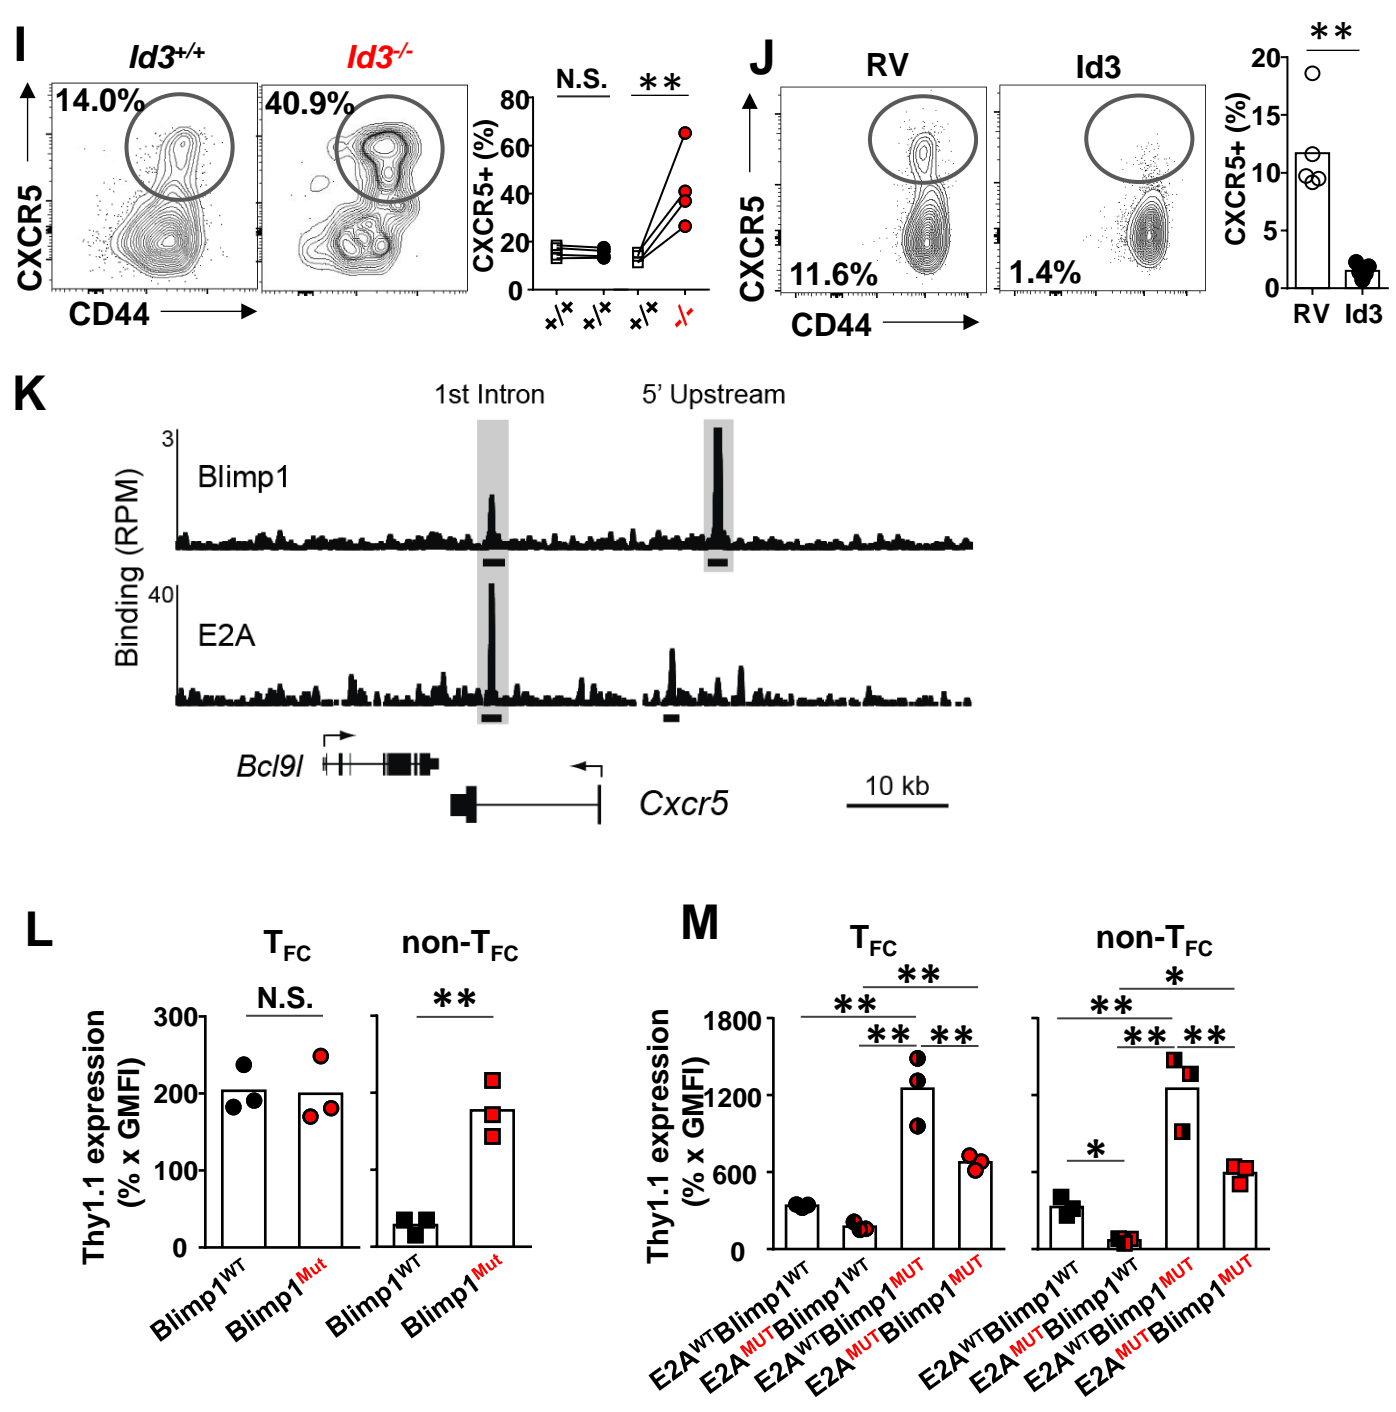 I
Id3+/+
Id3-/-
14.0%
40.9%
CXCR5
CD44
N.S.
**
CXCR5+ (%)
80
60
40
20
0
+/+
+/+
+/+
-/-
J
RV
Id3
11.6%
1.4%
CXCR5
CD44
**
CXCR5+ (%)
20
15
10
5
0
RV
Id3
K
1st Intron
5’ Upstream
Binding (RPM)
3
Blimp1
40
E2A
Bcl9l
Cxcr5
10 kb
L
TFC
non-TFC
N.S.
**
Thy1.1 expression
(% x GMFI)
300
200
100
0
Blimp1WT
Blimp1Mut
Blimp1WT
Blimp1Mut
M
TFC
non-TFC
**
**
**
**
*
**
**
**
*
Thy1.1 expression
(% x GMFI)
1800
1200
600
0
E2AWTBlimp1WT
E2AMUTBlimp1WT
E2AWTBlimp1MUT
E2AMUTBlimp1MUT
E2AWTBlimp1WT
E2AMUTBlimp1WT
E2AWTBlimp1MUT
E2AMUTBlimp1MUT